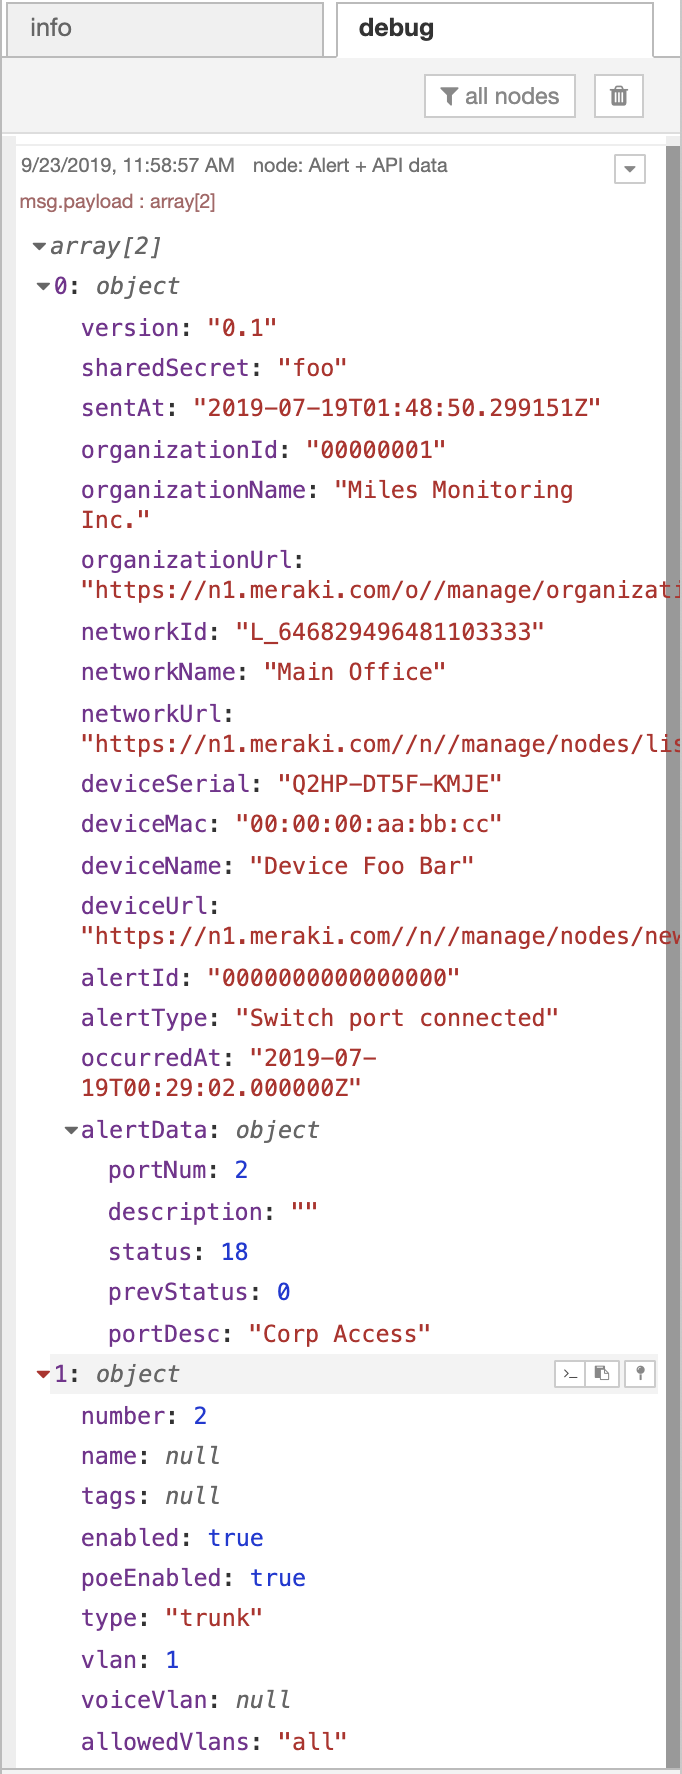 info
debug
all nodes
9/23/2019, 11:58:57 AM node: Alert + API data
msg.payload : array[2]
array[2]
0: object
version: "0.1"
sharedSecret: "foo"
sentAt: "2019-07-19T01:48:50.299151Z"
organizationId: "00000001"
organizationName: "Miles Monitoring
Inc."
organizationUrl:
"https://n1.meraki.com/o//manage/organizati
networkId: "L_646829496481103333"
networkName: "Main Office"
networkUrl:
"https://n1.meraki.com//n//manage/nodes/lis
deviceSerial: "Q2HP-DT5F-KMJE"
deviceMac: "00:00:00:aa:bb:cc"
deviceName: "Device Foo Bar"
deviceUrl:
"https://n1.meraki.com//n//manage/nodes/new
alertId: "0000000000000000"
alertType: "Switch port connected"
occurredAt: "2019-07-
19T00:29:02.000000Z"
alertData: object
portNum: 2
description: ""
status: 18
prevStatus: 0
portDesc: "Corp Access"
1: object
number: 2
name: null
tags: null
enabled: true
poeEnabled: true
type: "trunk"
vlan: 1
voiceVlan: null
allowedVlans: "all"